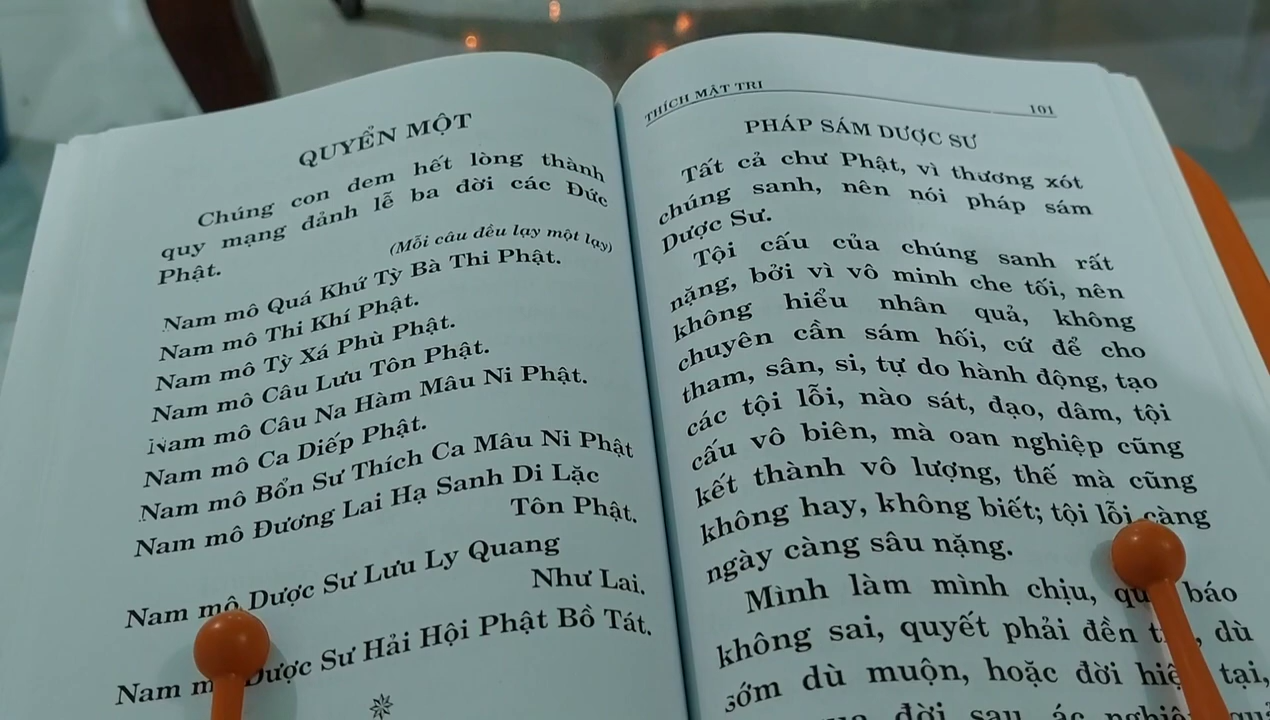 QUYỂN MỘT
Chúng con đem hết lòng thành
quy mạng đảnh lễ ba đời các Đức
Phật.
(Mỗi câu đều lạy một lạy)
Nam mô Quá Khứ Tỳ Bà Thi Phật.
Nam mô Thi Khí Phật.
Nam mô Tỳ Xá Phù Phật.
Nam mô Câu Lưu Tôn Phật.
Nam mô Câu Na Hàm Mâu Ni Phật.
Nam mô Ca Diếp Phật.
Nam mô Bổn Sư Thích Ca Mâu Ni Phật
Nam mô Đương Lai Hạ Sanh Di Lặc
Tôn Phật.
Nam mô Dược Sư Lưu Ly Quang
Như Lai.
Nam Dược Sư Hải Hội Phật Bồ Tát.
THÍCH MẬT TRI 101
PHÁP SÁM DƯỢC SƯ
Tất cả chư Phật, vì thương xót
chúng sanh, nên nói pháp sám
Dược Sư.
Tội cấu của chúng sanh rất
nặng, bởi vì vô minh che tối, nên
không hiểu nhân quả, không
chuyên cần sám hối, cứ để cho
tham, sân, si, tự do hành động, tạo
các tội lỗi, nào sát, đạo, dâm, tội
cấu vô biên, mà oan nghiệp cũng
kết thành vô lượng, thế mà cũng
không hay, không biết; tội lỗi càng
ngày càng sâu nặng.
Mình làm mình chịu, báo
không sai, quyết phải đền dù
sớm dù muộn, hoặc đời hiện tại,
đời sau, ác